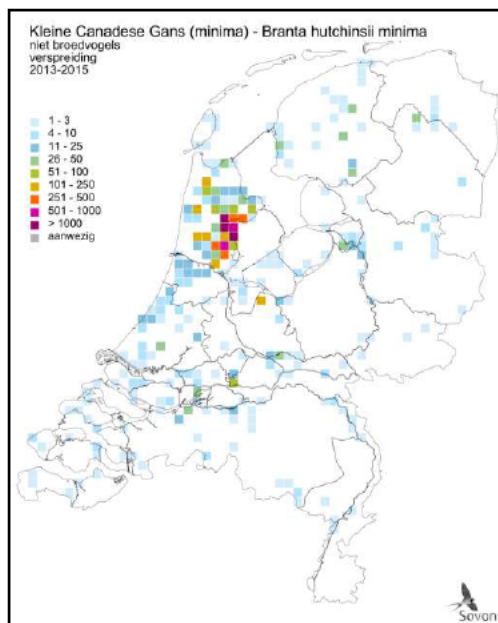 Kleine Canadese Gans (minima) - Branta hutchinsii minima
niet broedvogels
verspreiding
2013-2015
1 - 3
4 - 10
11 - 25
26 - 50
51 - 100
101 - 250
251 - 500
501 - 1000
> 1000
aanwezig
Sovon